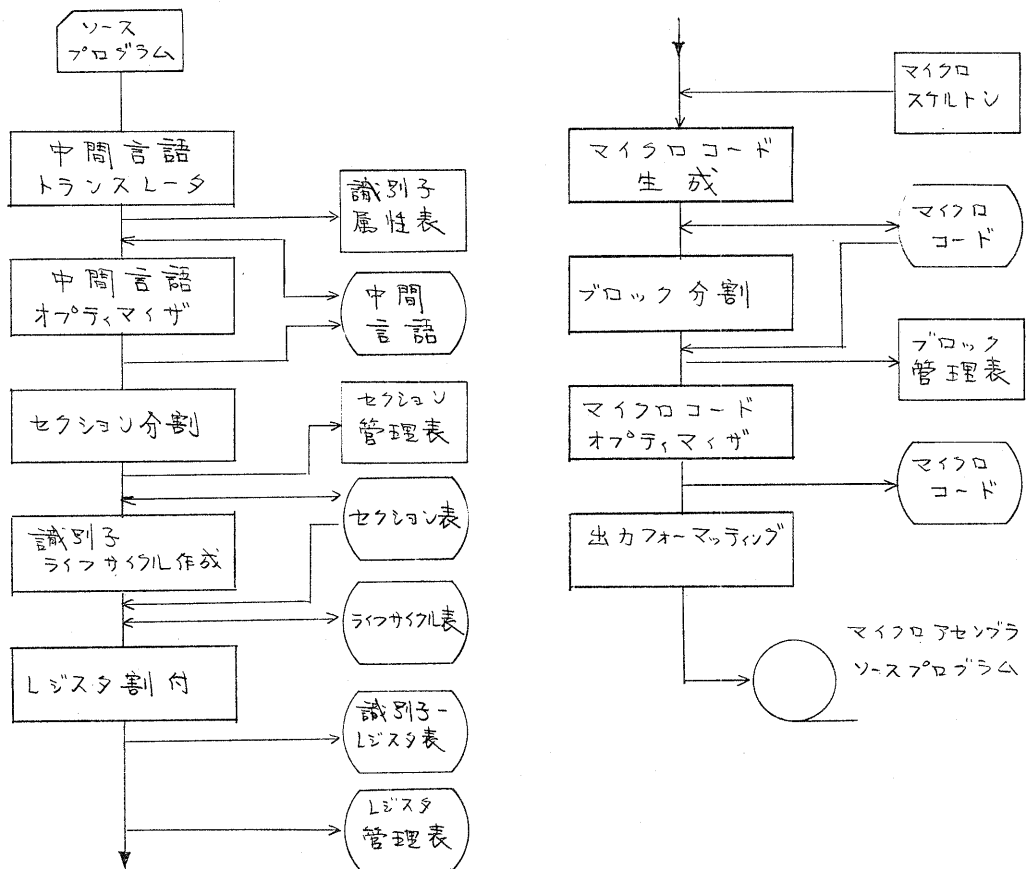 ソース
プログラム
中間言語
トランスレータ
識別子
属性表
中間言語
オプティマイザ
中間
言語
セクション分割
セクション
管理表
セクション表
識別子
ライフサイクル作成
ライフサイクル表
レジスタ割付
識別子-
レジスタ表
レジスタ
管理表
マイクロ
スケルトン
マイクロコード
生成
マイクロ
コード
ブロック分割
ブロック
管理表
マイクロコード
オプティマイザ
マイクロ
コード
出力フォーマッティング
マイクロアセンブラ
ソースプログラム